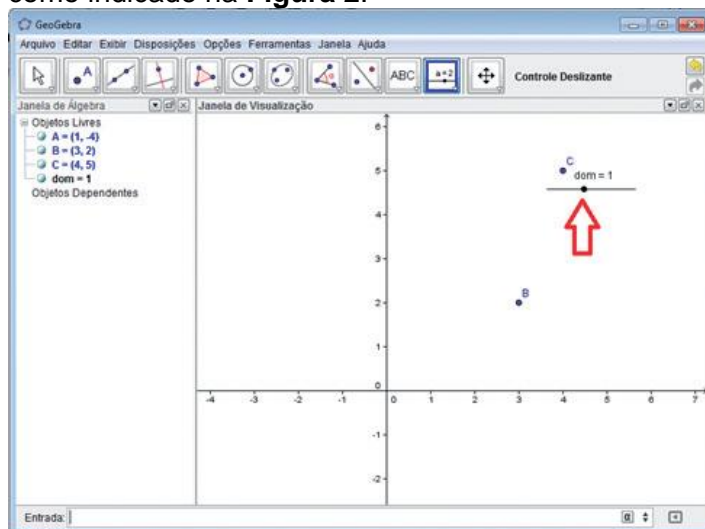 como indicado na Figura 2.
GeoGebra
Arquivo Editar Exibir Disposições Opções Ferramentas Janela Ajuda
A ABC a=2 Controle Deslizante
Janela de Álgebra
Objetos Livres
A = (1, -4)
B = (3, 2)
C = (4, 5)
dom = 1
Objetos Dependentes
Janela de Visualização
6
5
4
3
2
1
0
-1
-2
-4 -3 -2 -1 0 1 2 3 4 5 6 7
C
dom = 1
B
Entrada:
α